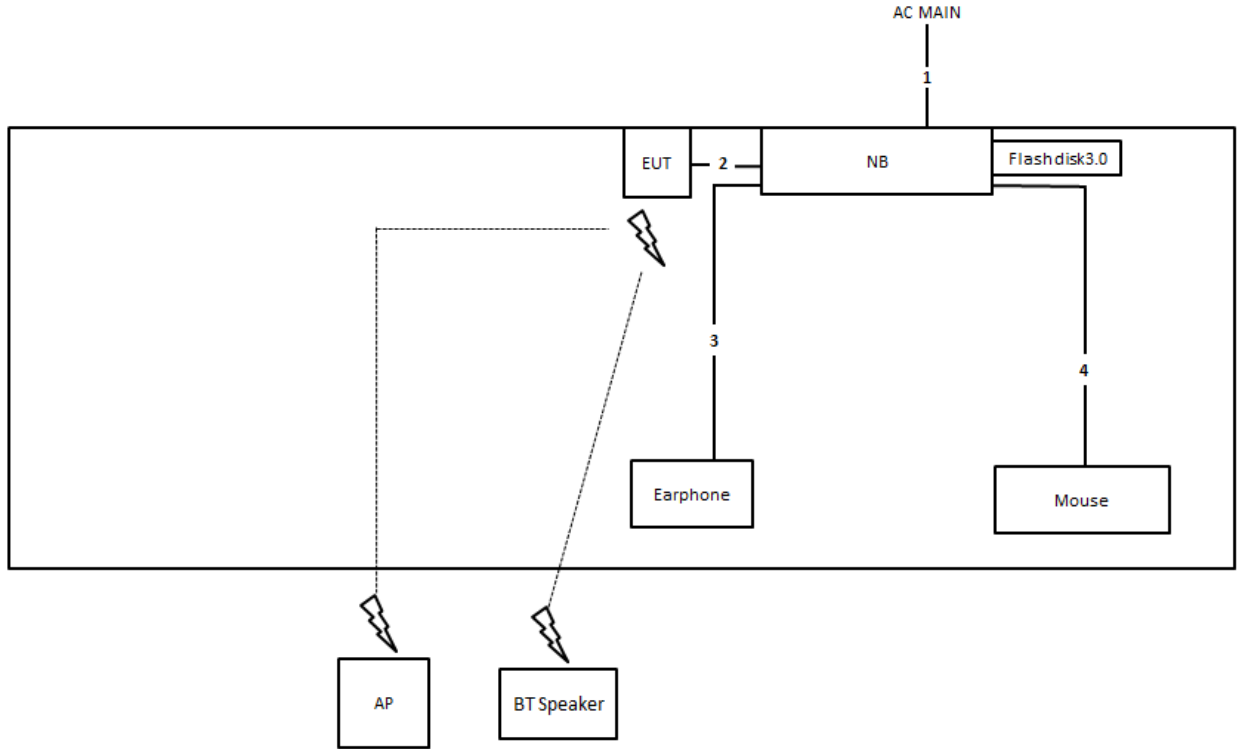 AC MAIN
1
EUT
2
NB
Flashdisk3.0
3
4
Earphone
Mouse
AP
BT Speaker